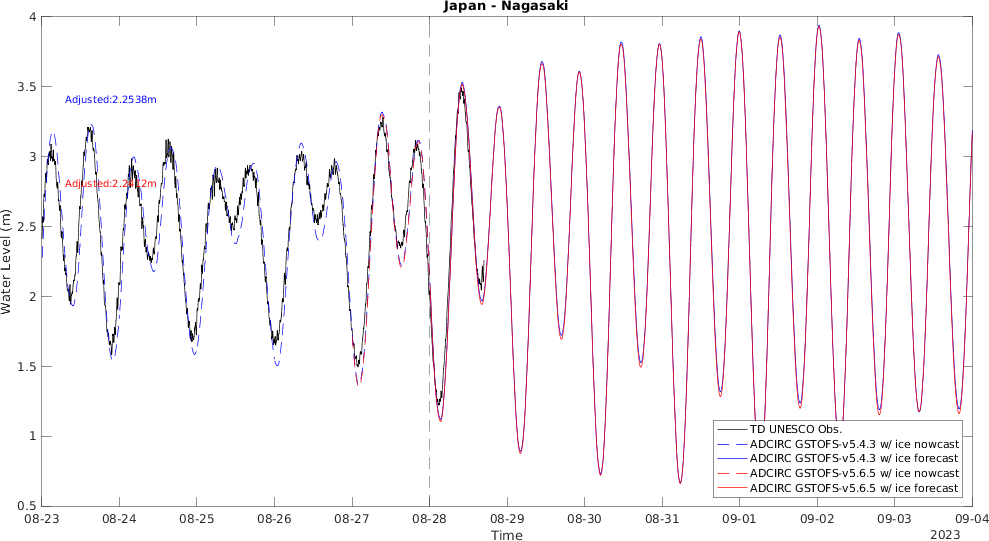 Japan - Nagasaki
Water Level (m)
4
3.5
3
2.5
2
1.5
1
0.5
Adjusted:2.2538m
TD UNESCO Obs.
ADCIRC GSTOFS-v5.4.3 w/ ice nowcast
ADCIRC GSTOFS-v5.4.3 w/ ice forecast
ADCIRC GSTOFS-v5.6.5 w/ ice nowcast
ADCIRC GSTOFS-v5.6.5 w/ ice forecast
08-23 08-24 08-25 08-26 08-27 08-28 08-29 08-30 08-31 09-01 09-02 09-03 09-04
Time
2023